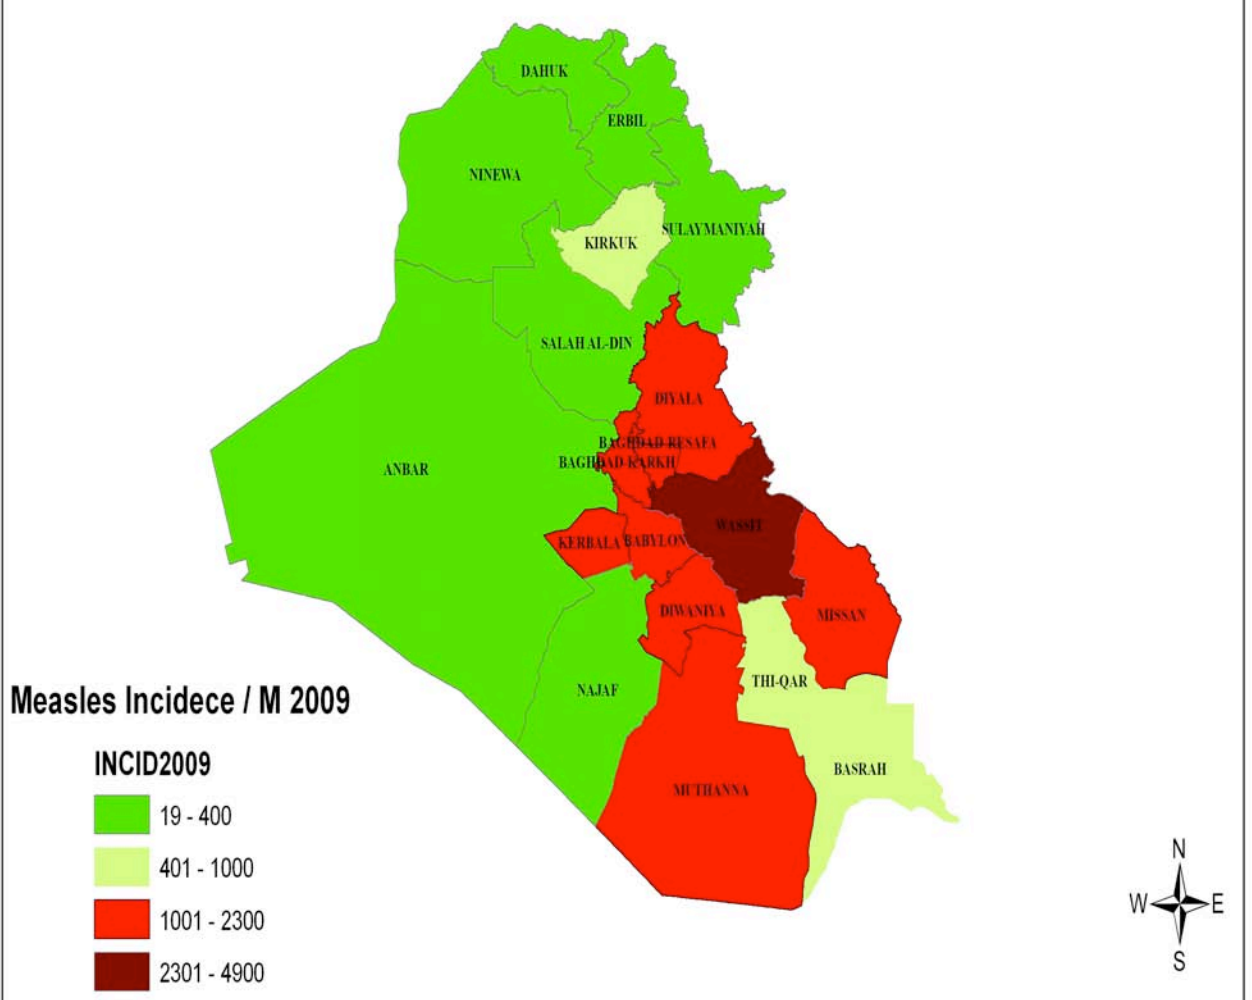 DAHUK
ERBIL
NINEWA
SULAYMANIYAH
KIRKUK
SALAH AL-DIN
DIYALA
BAGHDAD-RESAFA
BAGHDAD-KARKH
ANBAR
WASSIT
KERBALA
BABYLON
DIWANIYA
MISSAN
THI-QAR
NAJAF
BASRAH
MUTHANNA
Measles Incidece / M 2009
INCID2009
19 - 400
401 - 1000
1001 - 2300
2301 - 4900
N
W E
S